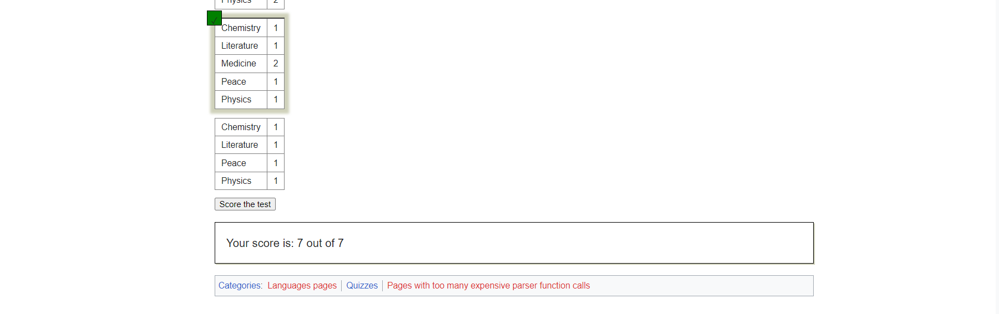 Physics 2
✓
Chemistry 1
Literature 1
Medicine 2
Peace 1
Physics 1
Chemistry 1
Literature 1
Peace 1
Physics 1
Score the test
Your score is: 7 out of 7
Categories: Languages pages Quizzes Pages with too many expensive parser function calls